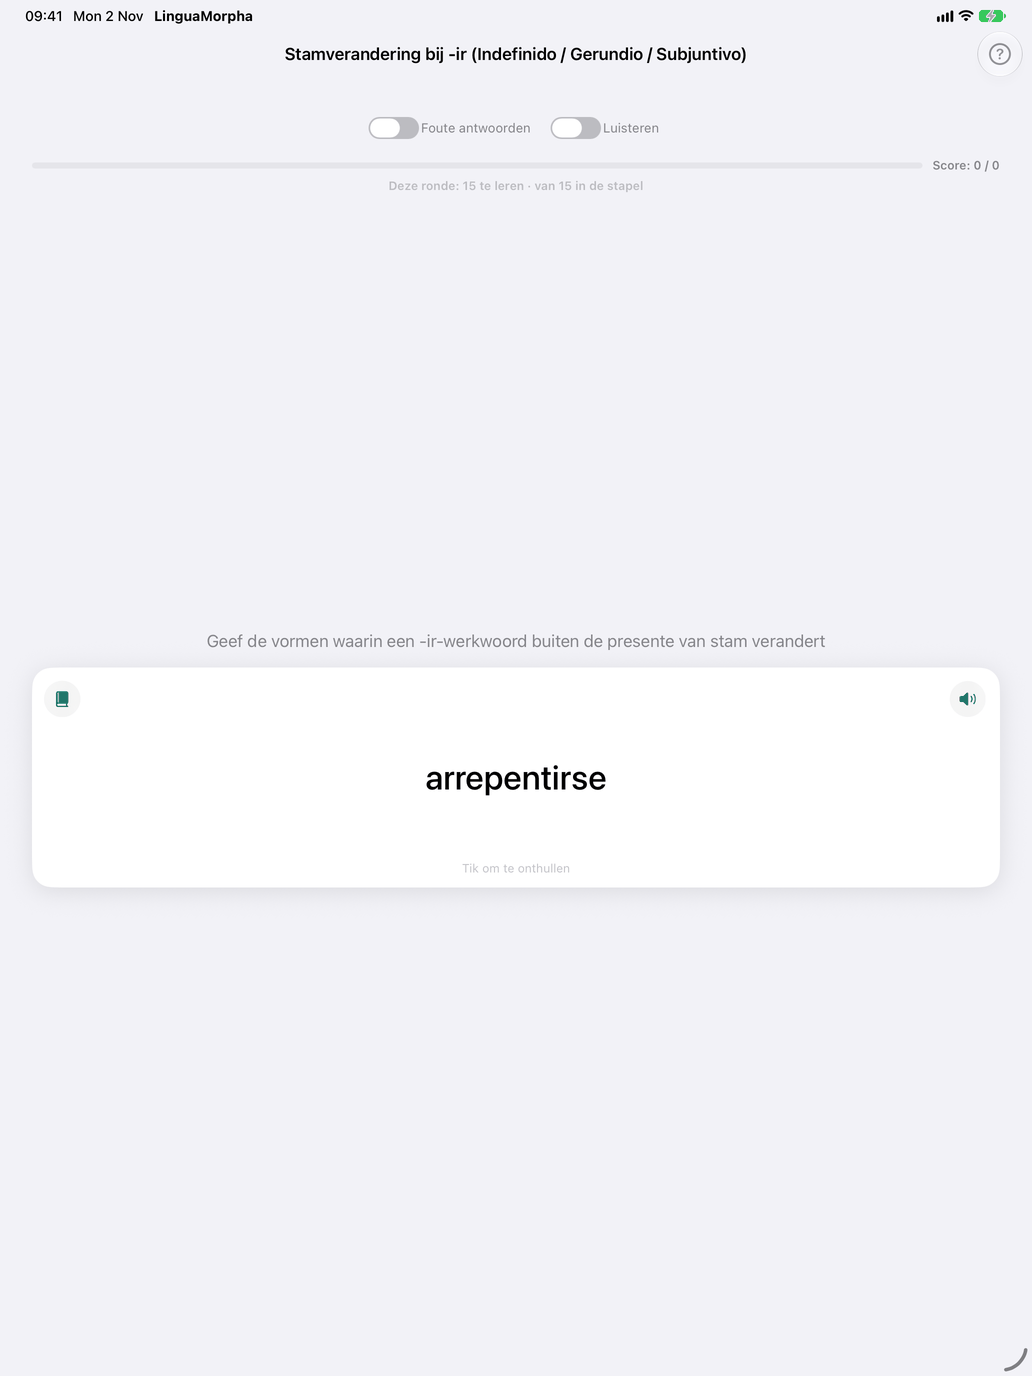 09:41 Mon 2 Nov LinguaMorpha
Stamverandering bij -ir (Indefinido / Gerundio / Subjuntivo)
?
Foute antwoorden Luisteren
Score: 0 / 0
Deze ronde: 15 te leren · van 15 in de stapel
Geef de vormen waarin een -ir-werkwoord buiten de presente van stam verandert
arrepentirse
Tik om te onthullen